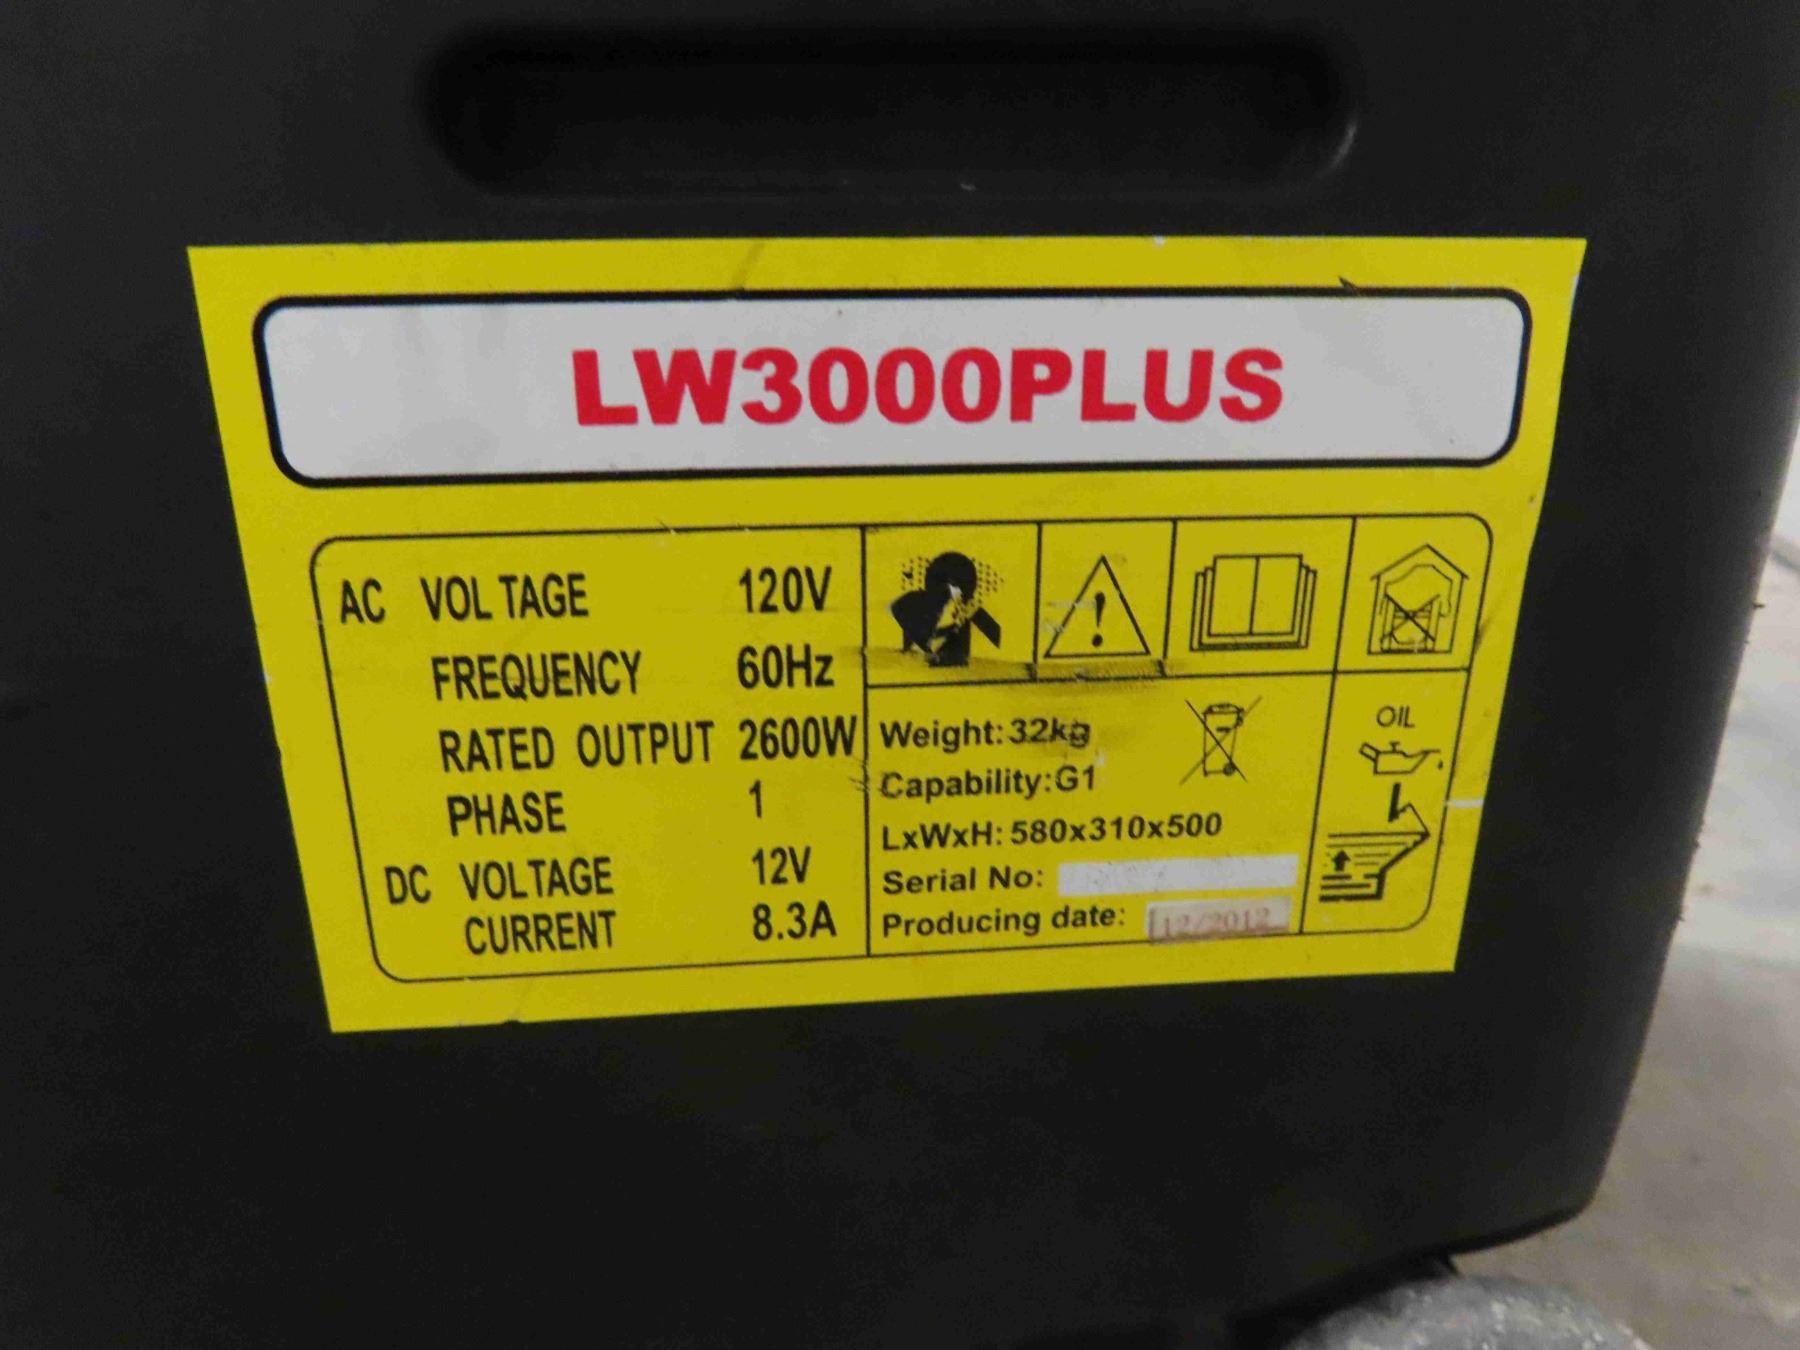 LW3000PLUS
AC VOLTAGE 120V
FREQUENCY 60Hz
RATED OUTPUT 2600W
PHASE 1
DC VOLTAGE 12V
CURRENT 8.3A
Weight: 32kg
Capability:G1
LxWxH: 580x310x500
Serial No:
Producing date: 12/2012
OIL